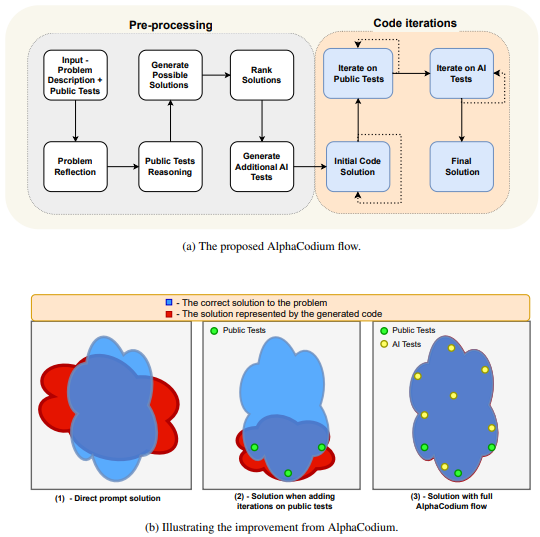 Pre-processing
Code iterations
Input -
Problem
Description +
Public Tests
Generate
Possible
Solutions
Rank
Solutions
Iterate on
Public Tests
Iterate on AI
Tests
Problem
Reflection
Public Tests
Reasoning
Generate
Additional AI
Tests
Initial Code
Solution
Final
Solution
(a) The proposed AlphaCodium flow.
- The correct solution to the problem
- The solution represented by the generated code
Public Tests
Public Tests
AI Tests
(1) - Direct prompt solution
(2) - Solution when adding
iterations on public tests
(3) - Solution with full
AlphaCodium flow
(b) Illustrating the improvement from AlphaCodium.